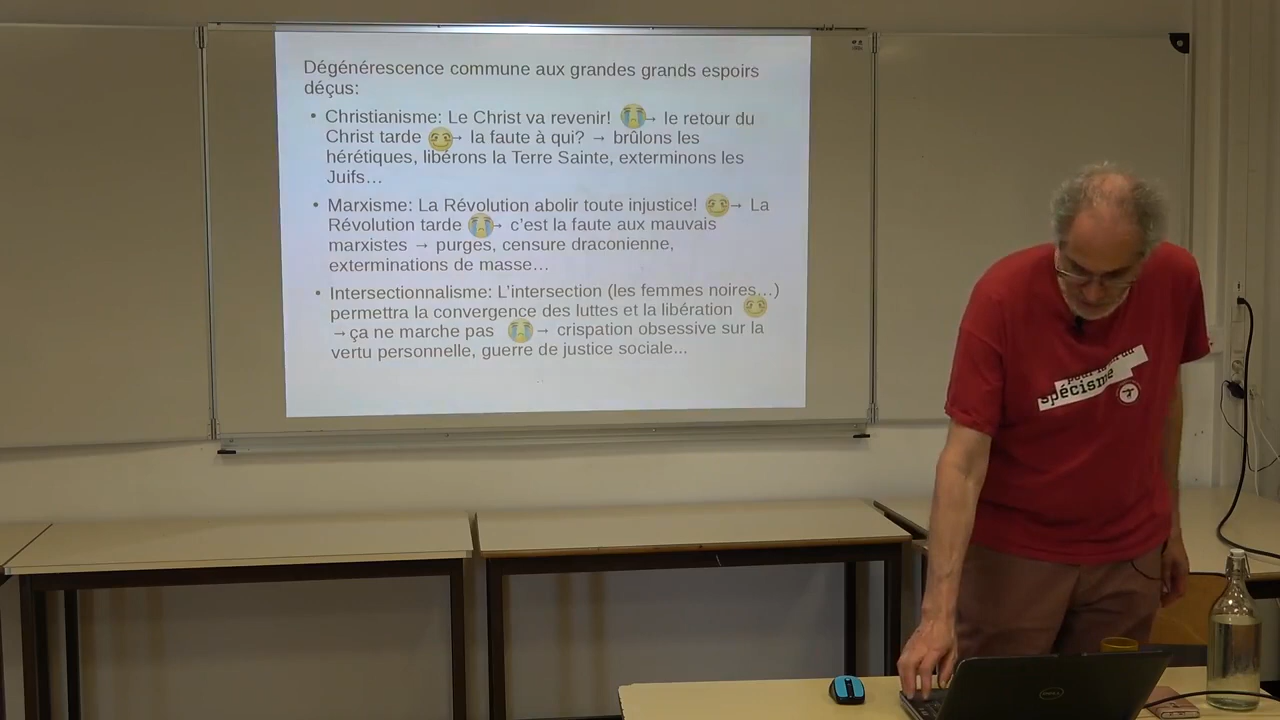 Dégénérescence commune aux grandes grands espoirs
déçus:
• Christianisme: Le Christ va revenir! → le retour du
Christ tarde → la faute à qui? → brûlons les
hérétiques, libérons la Terre Sainte, exterminons les
Juifs…
• Marxisme: La Révolution abolir toute injustice! → La
Révolution tarde → c'est la faute aux mauvais
marxistes → purges, censure draconienne,
exterminations de masse…
• Intersectionnalisme: L'intersection (les femmes noires…)
permettra la convergence des luttes et la libération
→ ça ne marche pas → crispation obsessive sur la
vertu personnelle, guerre de justice sociale...
spécisme
DELL